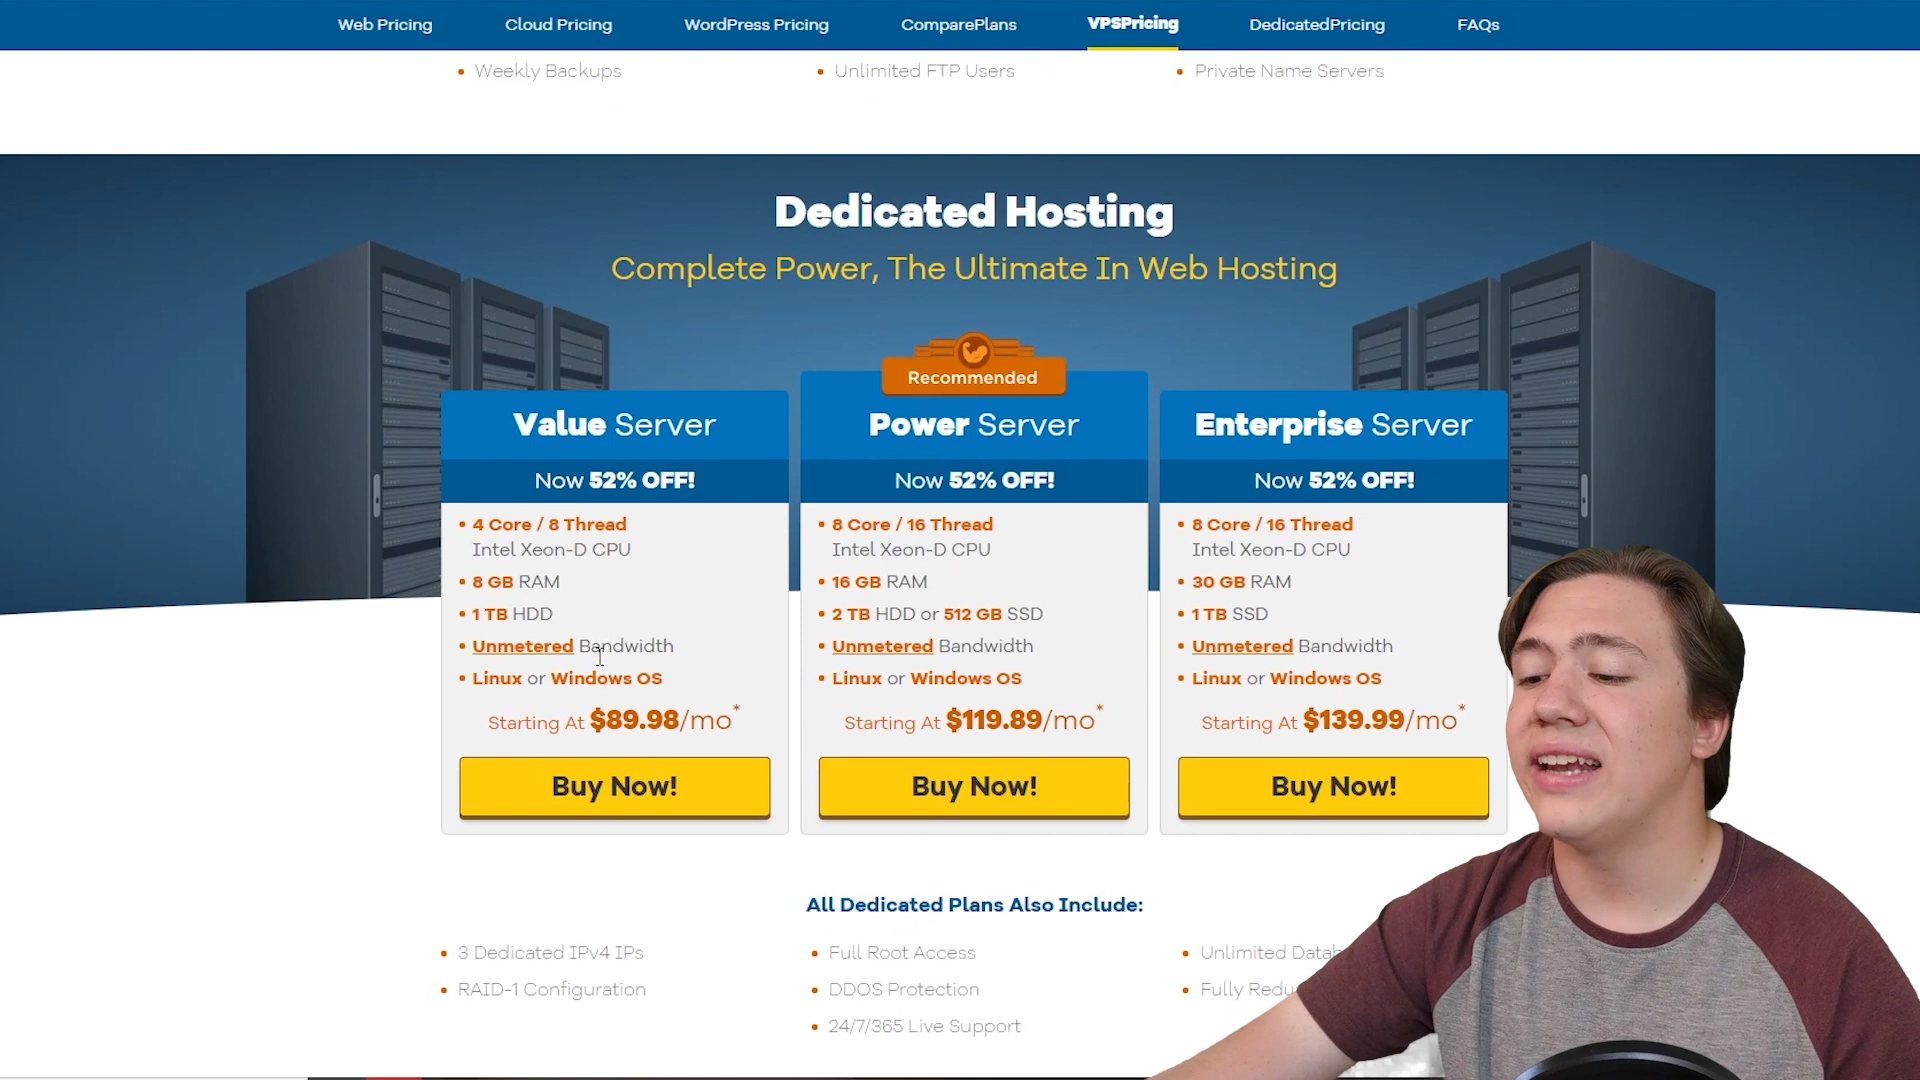 Web Pricing
Cloud Pricing
WordPress Pricing
ComparePlans
VPSPricing
DedicatedPricing
FAQs
Weekly Backups
Unlimited FTP Users
Private Name Servers
Dedicated Hosting
Complete Power, The Ultimate In Web Hosting
Recommended
Value Server
Now 52% OFF!
4 Core / 8 Thread
Intel Xeon-D CPU
8 GB RAM
1 TB HDD
Unmetered Bandwidth
Linux or Windows OS
Starting At $89.98/mo*
Buy Now!
Power Server
Now 52% OFF!
8 Core / 16 Thread
Intel Xeon-D CPU
16 GB RAM
2 TB HDD or 512 GB SSD
Unmetered Bandwidth
Linux or Windows OS
Starting At $119.89/mo*
Buy Now!
Enterprise Server
Now 52% OFF!
8 Core / 16 Thread
Intel Xeon-D CPU
30 GB RAM
1 TB SSD
Unmetered Bandwidth
Linux or Windows OS
Starting At $139.99/mo*
Buy Now!
All Dedicated Plans Also Include:
3 Dedicated IPv4 IPs
RAID-1 Configuration
Full Root Access
DDOS Protection
24/7/365 Live Support
Unlimited
Fully